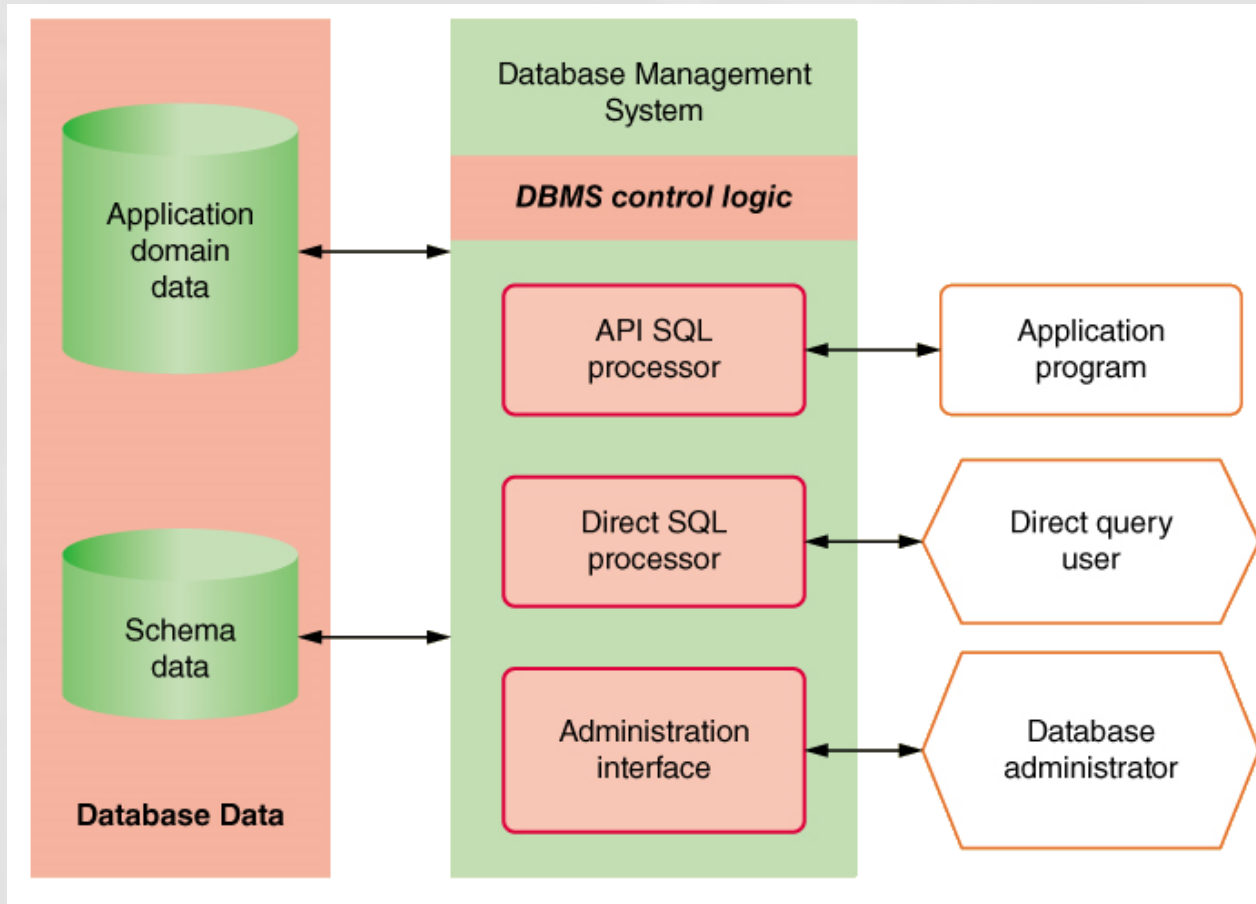 Database Management
System
DBMS control logic
Application
domain
data
API SQL
processor
Application
program
Direct SQL
processor
Direct query
user
Schema
data
Administration
interface
Database
administrator
Database Data